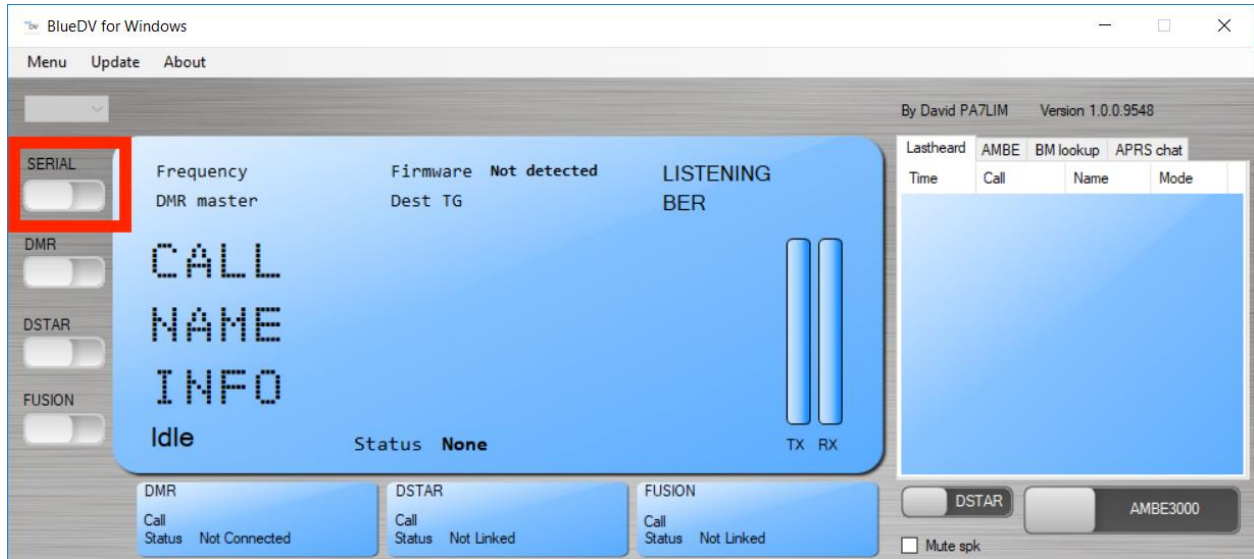 BlueDV for Windows
Menu Update About
By David PA7LIM Version 1.0.0.9548
SERIAL
DMR
DSTAR
FUSION
Frequency Firmware Not detected LISTENING
DMR master Dest TG BER
CALL
NAME
INFO
Idle Status None TX RX
DMR
Call
Status Not Connected
DSTAR
Call
Status Not Linked
FUSION
Call
Status Not Linked
Lastheard AMBE BM lookup APRS chat
Time Call Name Mode
DSTAR AMBE3000
Mute spk